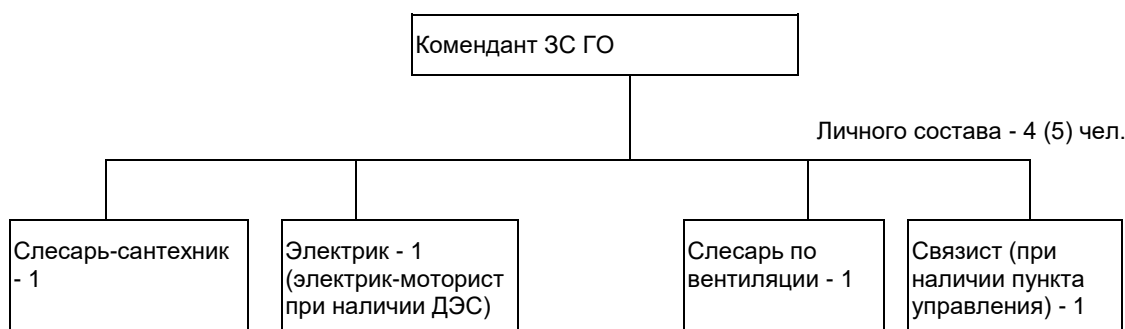 Комендант ЗС ГО
Личного состава - 4 (5) чел.
Слесарь-сантехник
- 1
Электрик - 1
(электрик-моторист
при наличии ДЭС)
Слесарь по
вентиляции - 1
Связист (при
наличии пункта
управления) - 1